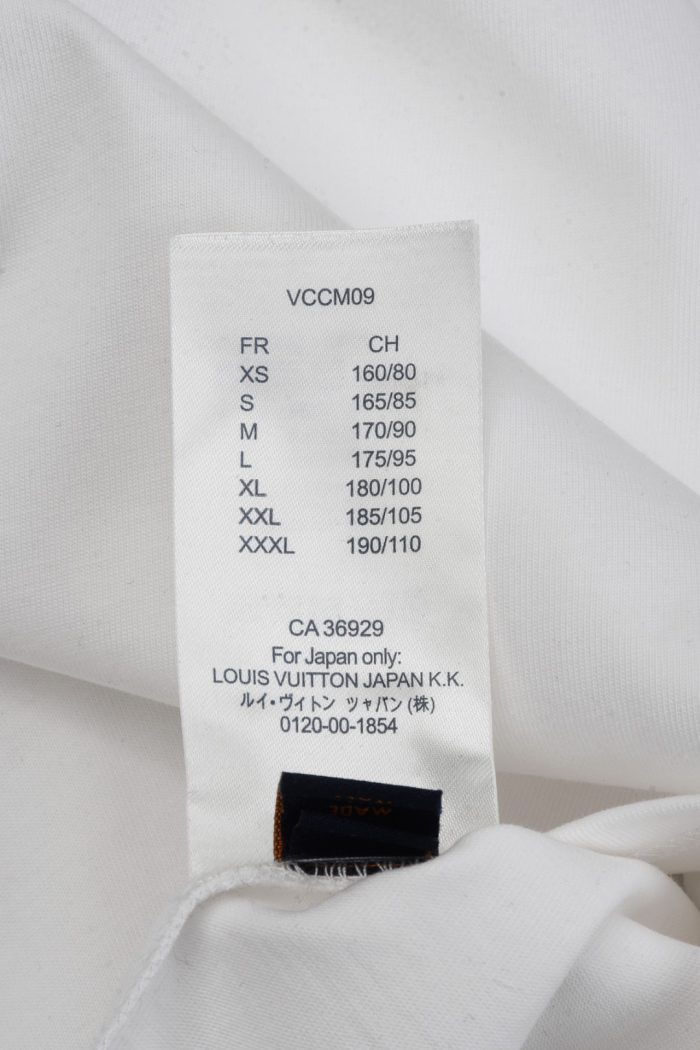 VCCM09
FR CH
XS 160/80
S 165/85
M 170/90
L 175/95
XL 180/100
XXL 185/105
XXXL 190/110
CA 36929
For Japan only:
LOUIS VUITTON JAPAN K.K.
ルイ・ヴィトン ツャパン (株)
0120-00-1854
MADE